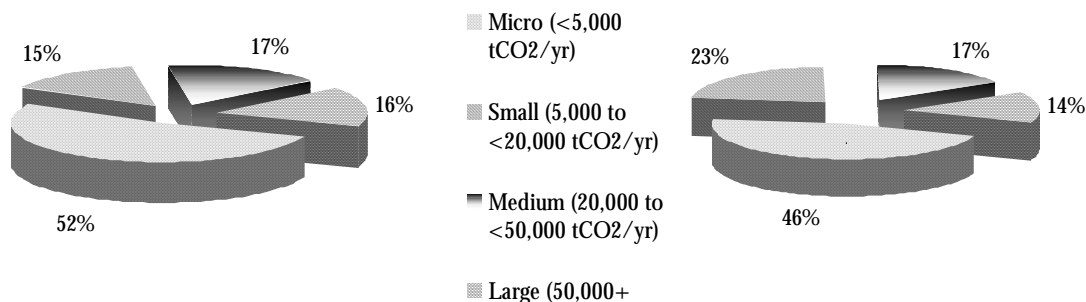 15%
17%
16%
52%
Micro (<5,000
tCO2/yr)
Small (5,000 to
<20,000 tCO2/yr)
Medium (20,000 to
<50,000 tCO2/yr)
Large (50,000+
23%
17%
14%
46%